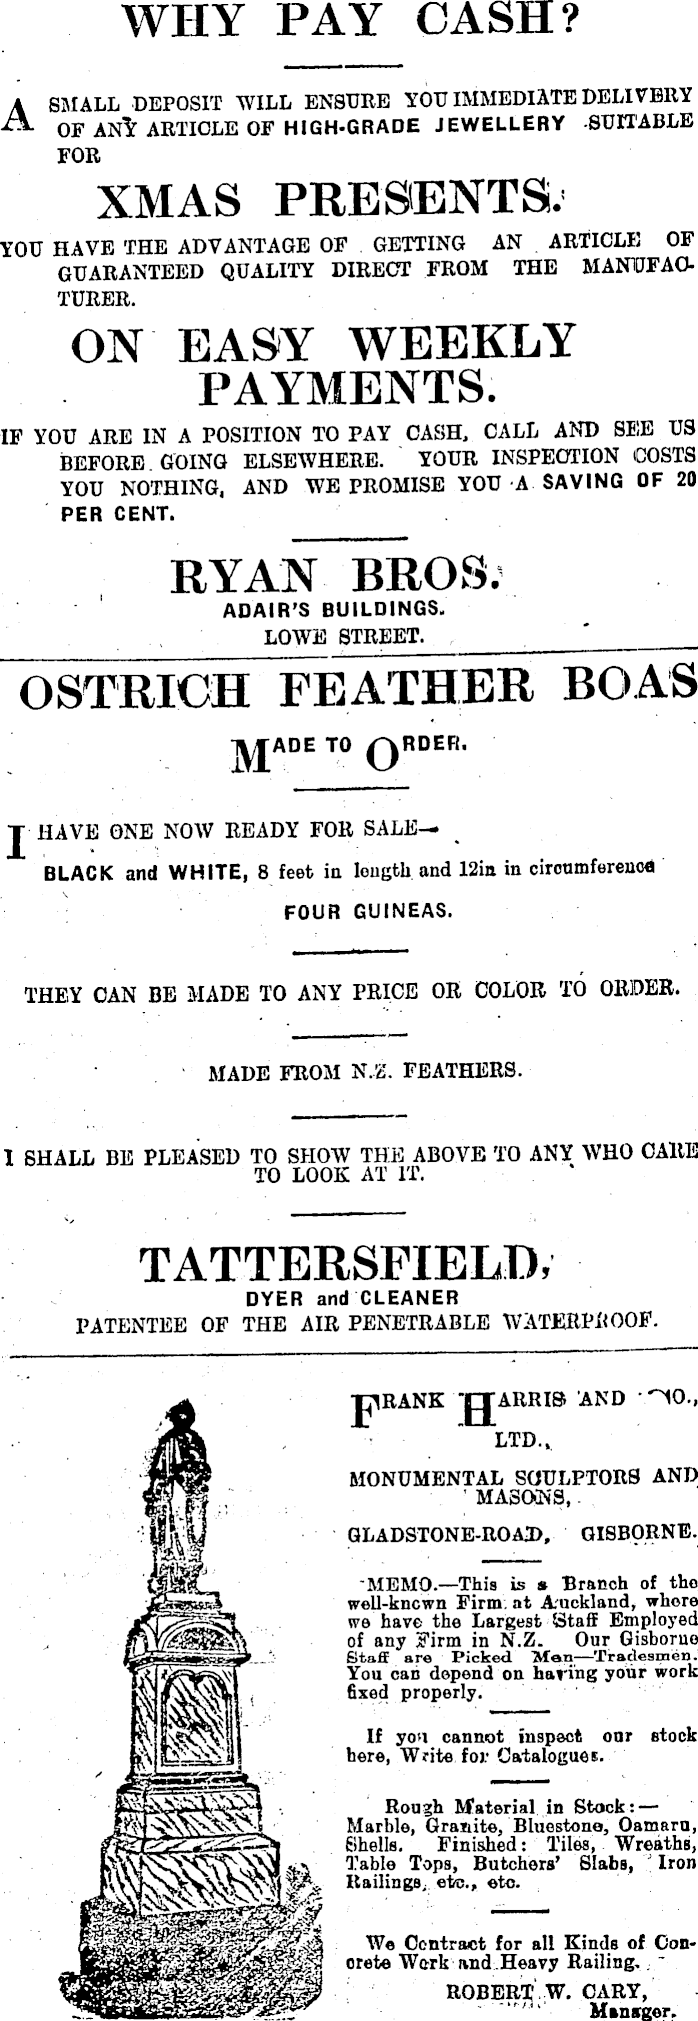 WHY PAY CASH?
A SMALL DEPOSIT WILL ENSURE YOU IMMEDIATE DELIVERY
OF ANY ARTICLE OF HIGH-GRADE JEWELLERY SUITABLE
FOR
XMAS PRESENTS.
YOU HAVE THE ADVANTAGE OF GETTING AN ARTICLE OF
GUARANTEED QUALITY DIRECT FROM THE MANUFAC-
TURER.
ON EASY WEEKLY
PAYMENTS.
IF YOU ARE IN A POSITION TO PAY CASH, CALL AND SEE US
BEFORE GOING ELSEWHERE. YOUR INSPECTION COSTS
YOU NOTHING, AND WE PROMISE YOU A SAVING OF 20
PER CENT.
RYAN BROS.
ADAIR'S BUILDINGS.
LOWE STREET.
OSTRICH FEATHER BOAS
MADE TO ORDER.
I HAVE ONE NOW READY FOR SALE—
BLACK and WHITE, 8 feet in length and 12in in circumference
FOUR GUINEAS.
THEY CAN BE MADE TO ANY PRICE OR COLOR TO ORDER.
MADE FROM N.Z. FEATHERS.
I SHALL BE PLEASED TO SHOW THE ABOVE TO ANY WHO CARE
TO LOOK AT IT.
TATTERSFIELD,
DYER and CLEANER
PATENTEE OF THE AIR PENETRABLE WATERPROOF.
FRANK HARRIS AND CO.,
LTD.,
MONUMENTAL SCULPTORS AND
MASONS,
GLADSTONE-ROAD, GISBORNE.
MEMO.—This is a Branch of the
well-known Firm at Auckland, where
we have the Largest Staff Employed
of any Firm in N.Z. Our Gisborne
Staff are Picked Men—Tradesmen.
You can depend on having your work
fixed properly.
If you cannot inspect our stock
here, Write for Catalogues.
Rough Material in Stock:—
Marble, Granite, Bluestone, Oamaru,
Shells. Finished: Tiles, Wreaths,
Table Tops, Butchers' Slabs, Iron
Railings, etc., etc.
We Contract for all Kinds of Con-
crete Work and Heavy Railing.
ROBERT W. CARY,
Manager.